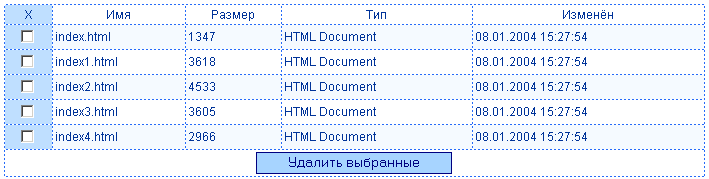 X Имя Размер Тип Изменён
index.html 1347 HTML Document 08.01.2004 15:27:54
index1.html 3618 HTML Document 08.01.2004 15:27:54
index2.html 4533 HTML Document 08.01.2004 15:27:54
index3.html 3605 HTML Document 08.01.2004 15:27:54
index4.html 2966 HTML Document 08.01.2004 15:27:54
Удалить выбранные